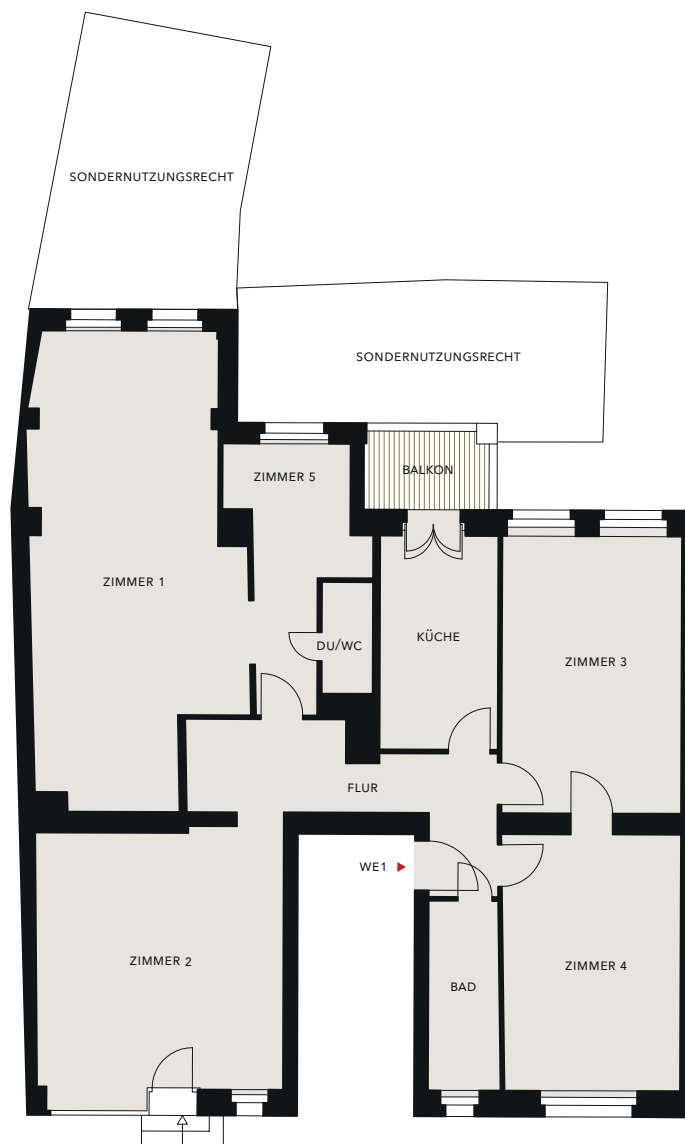 SONDERNUTZUNGSRECHT
SONDERNUTZUNGSRECHT
BALKON
ZIMMER 5
ZIMMER 1
KÜCHE
DU/WC
ZIMMER 3
FLUR
WE1
ZIMMER 2
ZIMMER 4
BAD